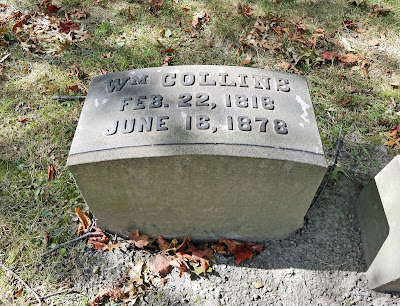 Wm COLLINS
FEB. 22, 1818
JUNE 16, 1878